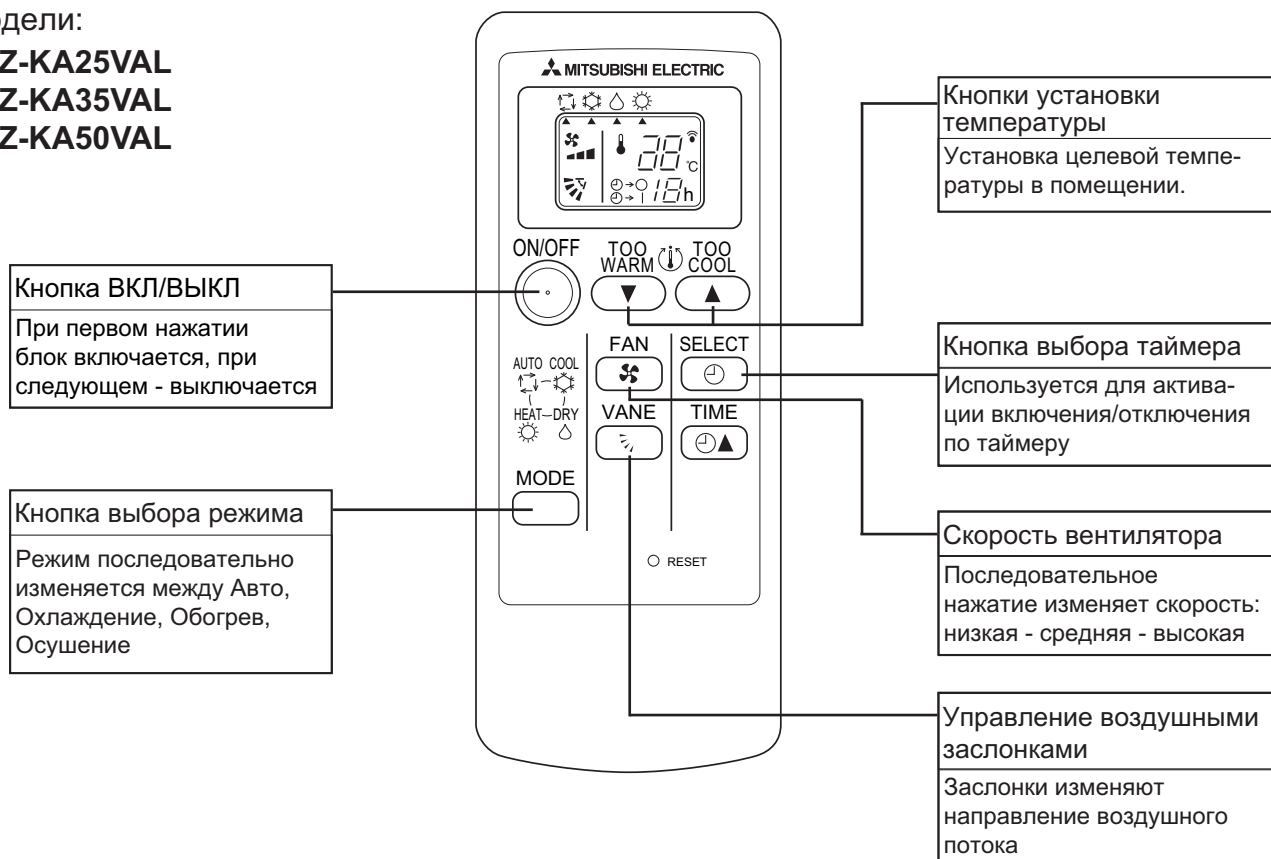 одели:
Z-KA25VAL
Z-KA35VAL
Z-KA50VAL
MITSUBISHI ELECTRIC
88 °C
18h
ON/OFF
TOO WARM
TOO COOL
FAN
SELECT
AUTO COOL
HEAT DRY
VANE
TIME
MODE
RESET
Кнопка ВКЛ/ВЫКЛ
При первом нажатии
блок включается, при
следующем - выключается
Кнопка выбора режима
Режим последовательно
изменяется между Авто,
Охлаждение, Обогрев,
Осушение
Кнопки установки
температуры
Установка целевой темпе-
ратуры в помещении.
Кнопка выбора таймера
Используется для актива-
ции включения/отключения
по таймеру
Скорость вентилятора
Последовательное
нажатие изменяет скорость:
низкая - средняя - высокая
Управление воздушными
заслонками
Заслонки изменяют
направление воздушного
потока